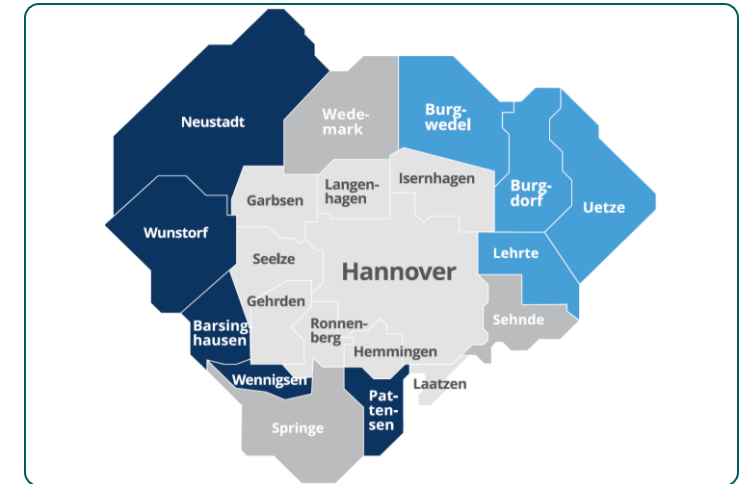 Neustadt
Wede-
mark
Burg-
wedel
Garbsen
Langen-
hagen
Isernhagen
Burg-
dorf
Uetze
Wunstorf
Seelze
Hannover
Lehrte
Gehrden
Barsing-
hausen
Ronnen-
berg
Hemmingen
Sehnde
Wennigsen
Laatzen
Pat-
ten-
sen
Springe